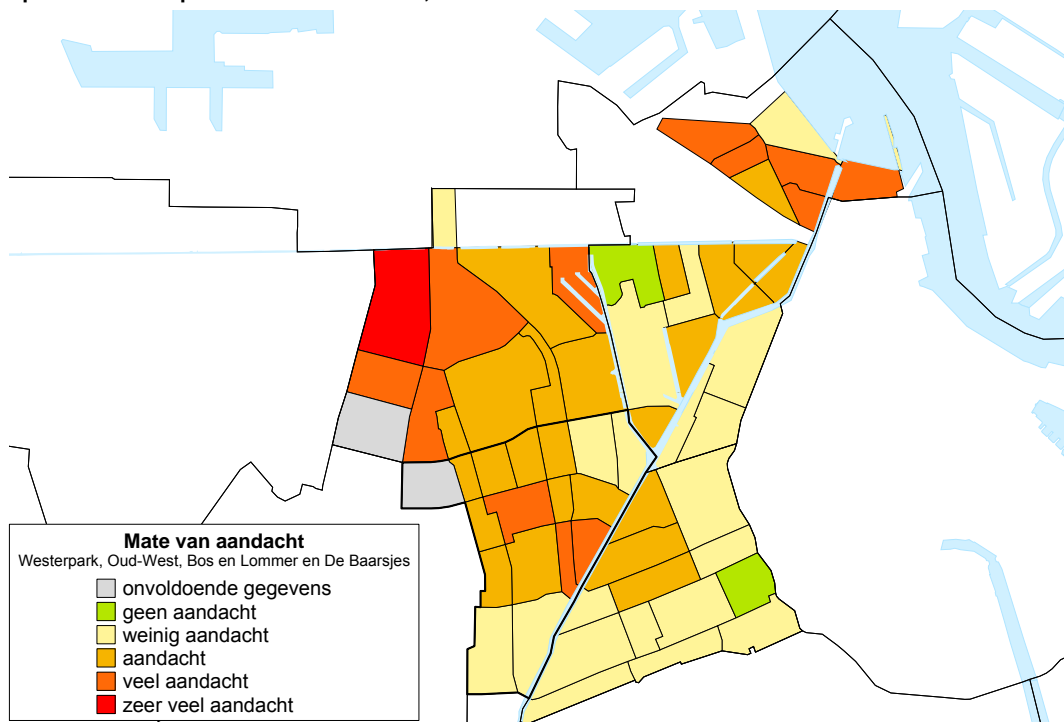 Mate van aandacht
Westerpark, Oud-West, Bos en Lommer en De Baarsjes
onvoldoende gegevens
geen aandacht
weinig aandacht
aandacht
veel aandacht
zeer veel aandacht